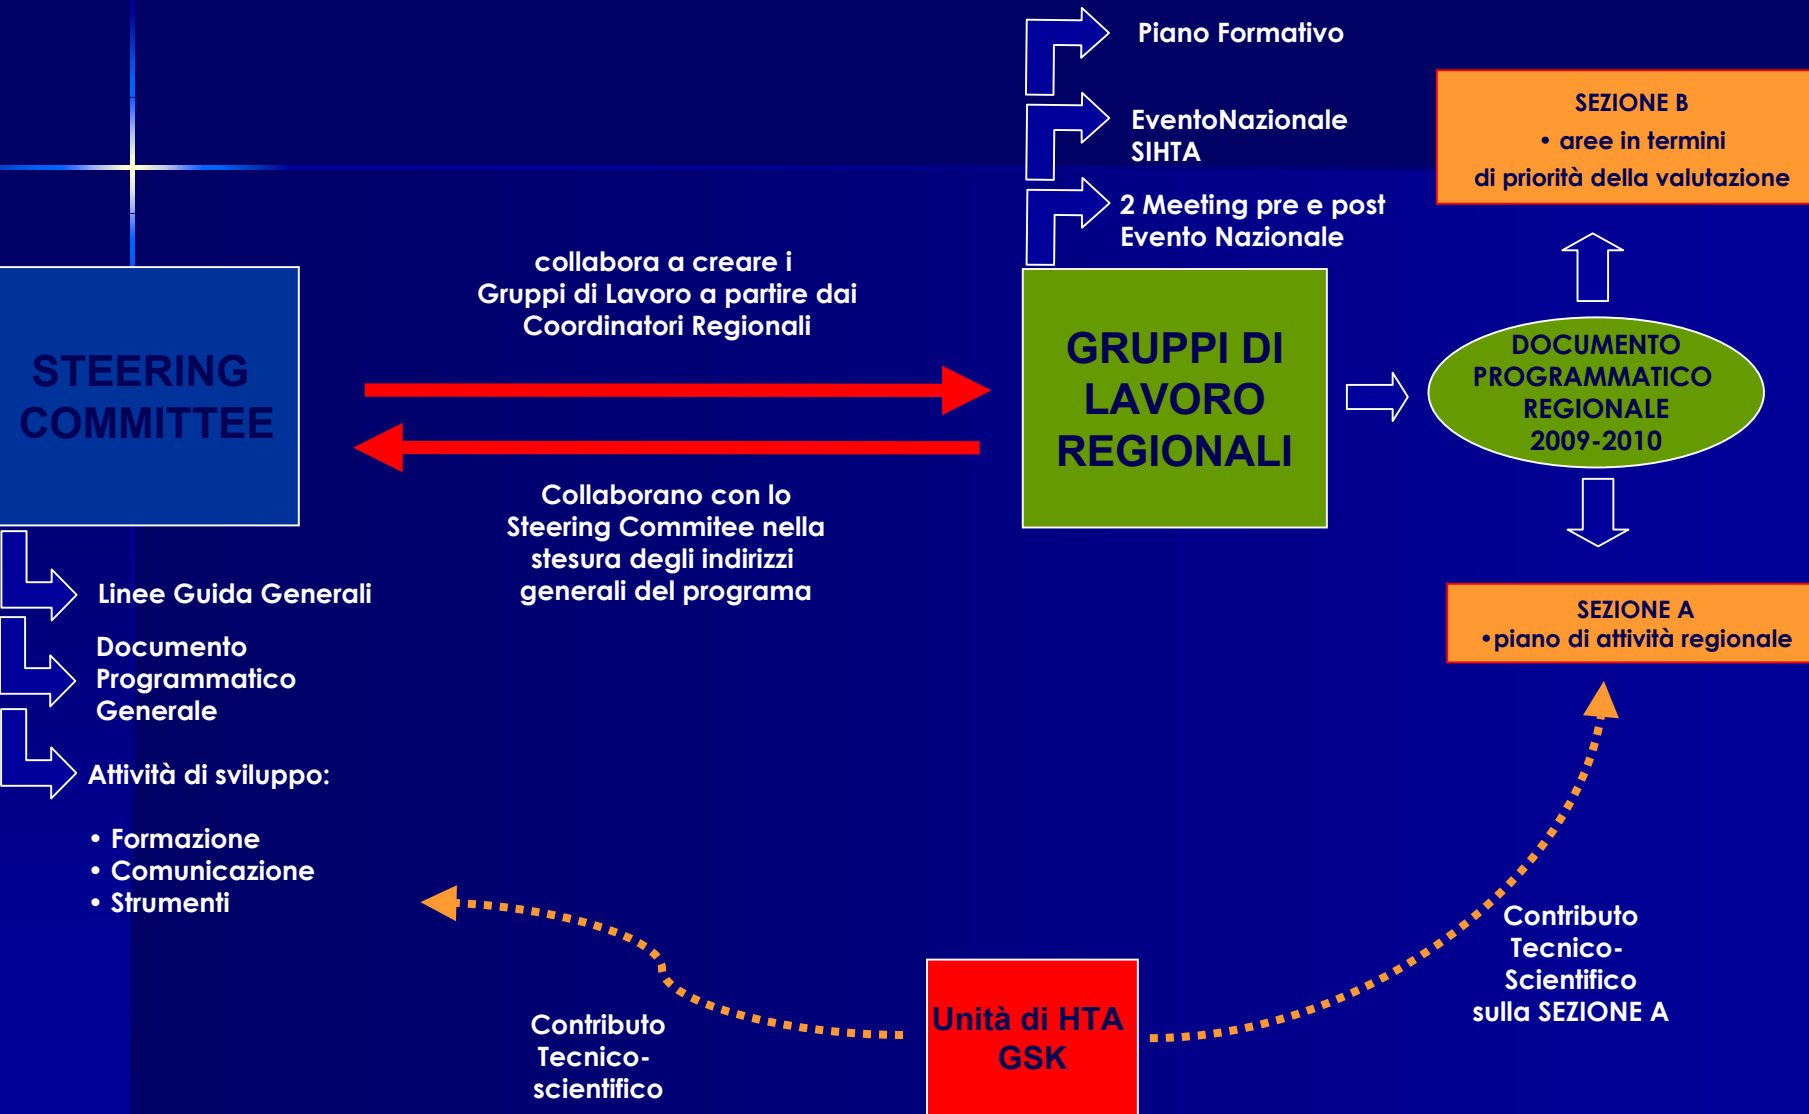 Piano Formativo
EventoNazionale
SIHTA
2 Meeting pre e post
Evento Nazionale
SEZIONE B
• aree in termini
di priorità della valutazione
collabora a creare i
Gruppi di Lavoro a partire dai
Coordinatori Regionali
STEERING
COMMITTEE
GRUPPI DI
LAVORO
REGIONALI
DOCUMENTO
PROGRAMMATICO
REGIONALE
2009-2010
Collaborano con lo
Steering Commitee nella
stesura degli indirizzi
generali del programa
Linee Guida Generali
Documento
Programmatico
Generale
Attività di sviluppo:
• Formazione
• Comunicazione
• Strumenti
SEZIONE A
•piano di attività regionale
Contributo
Tecnico-
Scientifico
sulla SEZIONE A
Contributo
Tecnico-
scientifico
Unità di HTA
GSK